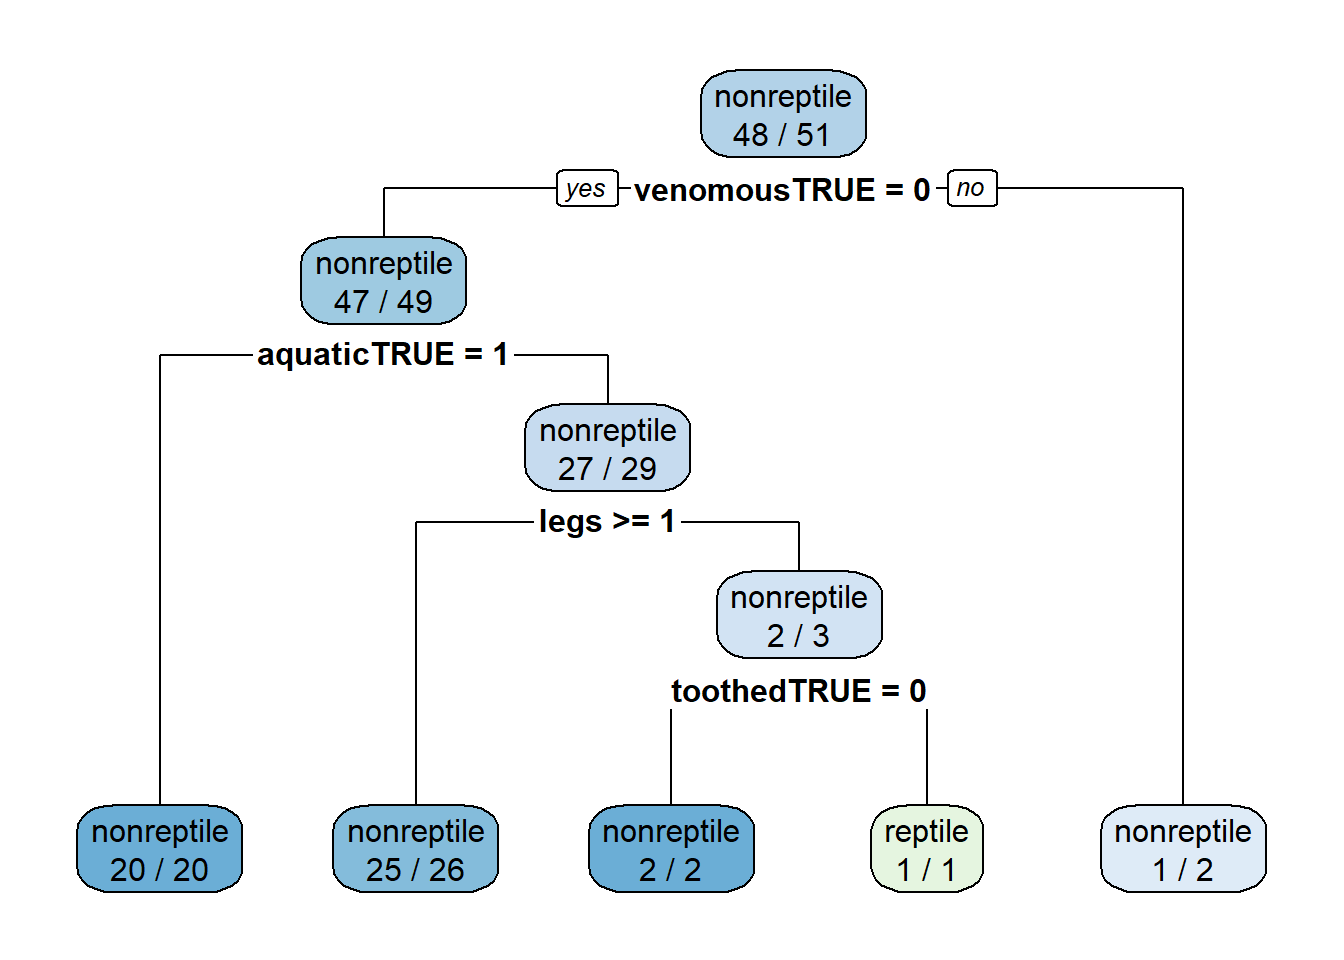 nonreptile
48 / 51
yes
venomousTRUE = 0
no
nonreptile
47 / 49
aquaticTRUE = 1
nonreptile
27 / 29
legs >= 1
nonreptile
2 / 3
toothedTRUE = 0
nonreptile
20 / 20
nonreptile
25 / 26
nonreptile
2 / 2
reptile
1 / 1
nonreptile
1 / 2